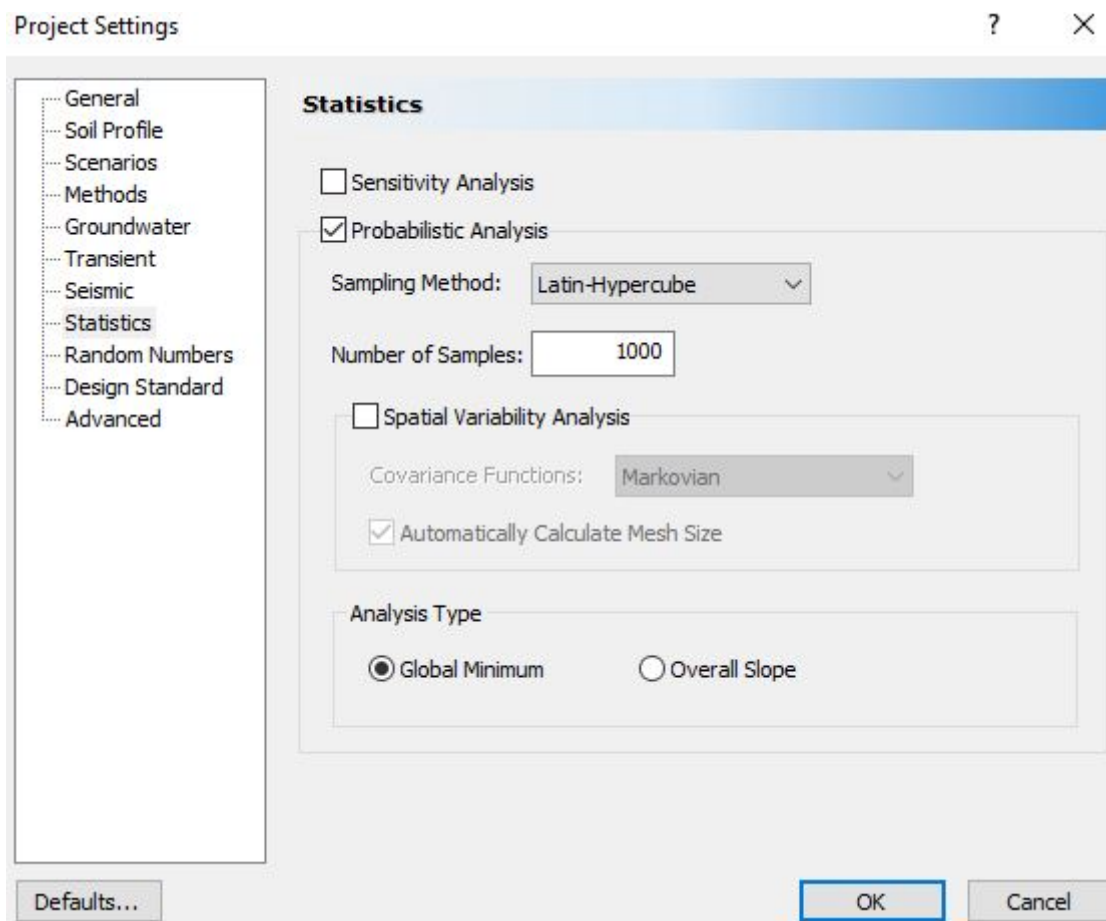 Project Settings
?
General
Soil Profile
Scenarios
Methods
Groundwater
Transient
Seismic
Statistics
Random Numbers
Design Standard
Advanced
Statistics
Sensitivity Analysis
Probabilistic Analysis
Sampling Method: Latin-Hypercube
Number of Samples: 1000
Spatial Variability Analysis
Covariance Functions: Markovian
Automatically Calculate Mesh Size
Analysis Type
Global Minimum Overall Slope
Defaults... OK Cancel